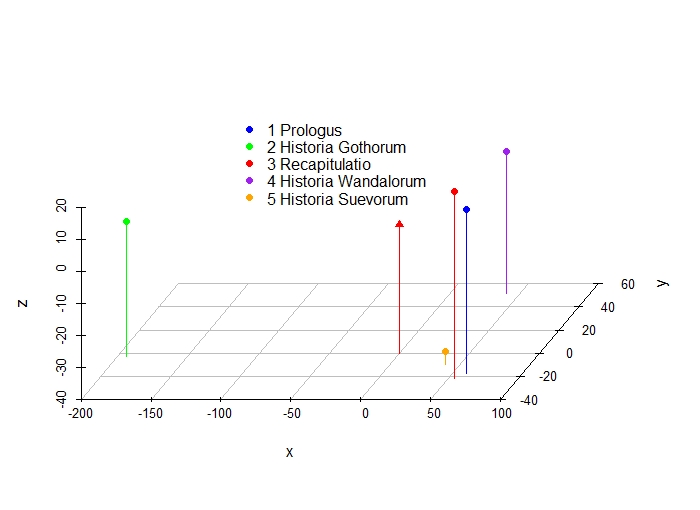 1 Prologus
2 Historia Gothorum
3 Recapitulatio
4 Historia Wandalorum
5 Historia Suevorum
20
10
0
-10
-20
-30
-40
z
-200
-150
-100
-50
0
50
100
x
60
40
20
0
-20
-40
y